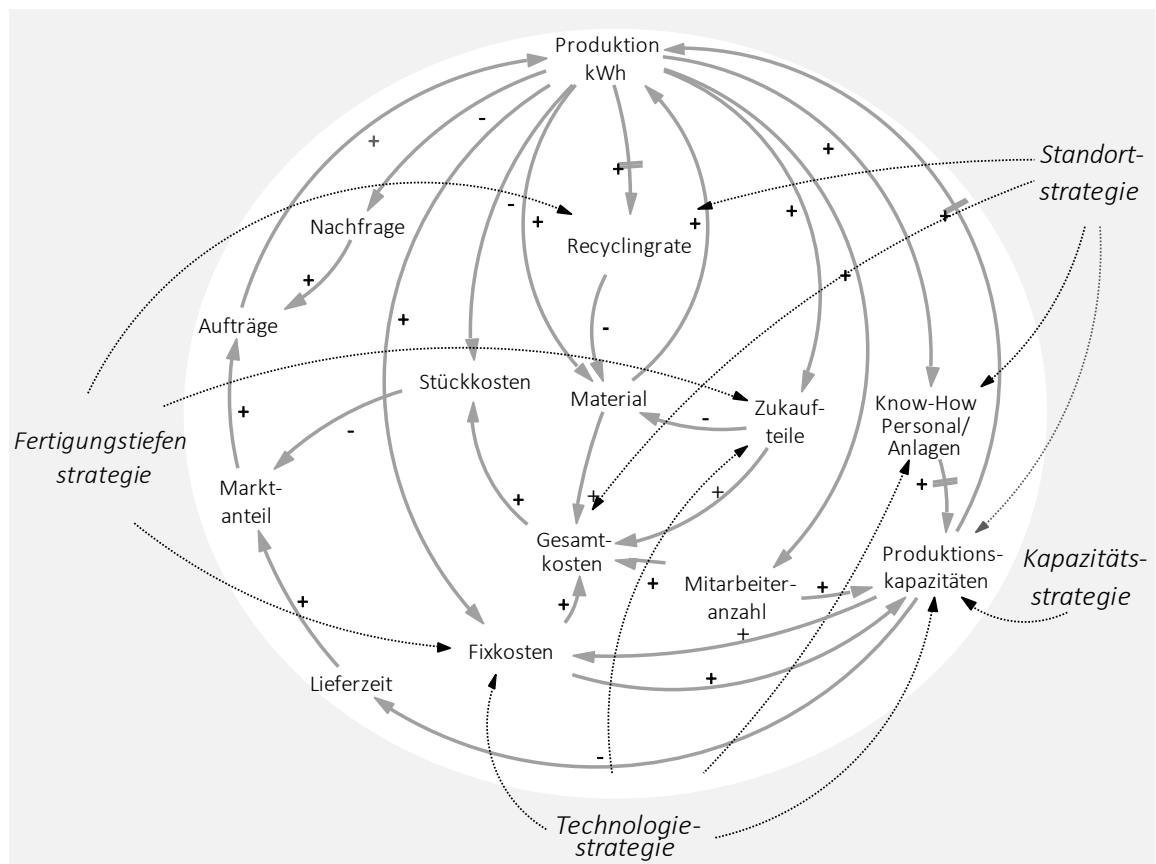 Produktion
kWh
+
-
+
+
Standort-
strategie
-
+
+
+
+
Nachfrage
Recyclingrate
+
+
Aufträge
+
-
Stückkosten
Material
Zukauf-
teile
Know-How
Personal/
Anlagen
+
-
-
Fertigungstiefen
strategie
Markt-
anteil
+
+
+
+
Gesamt-
kosten
Mitarbeiter-
anzahl
Produktions-
kapazitäten
Kapazitäts-
strategie
+
+
+
+
+
Fixkosten
Lieferzeit
+
-
Technologie-
strategie